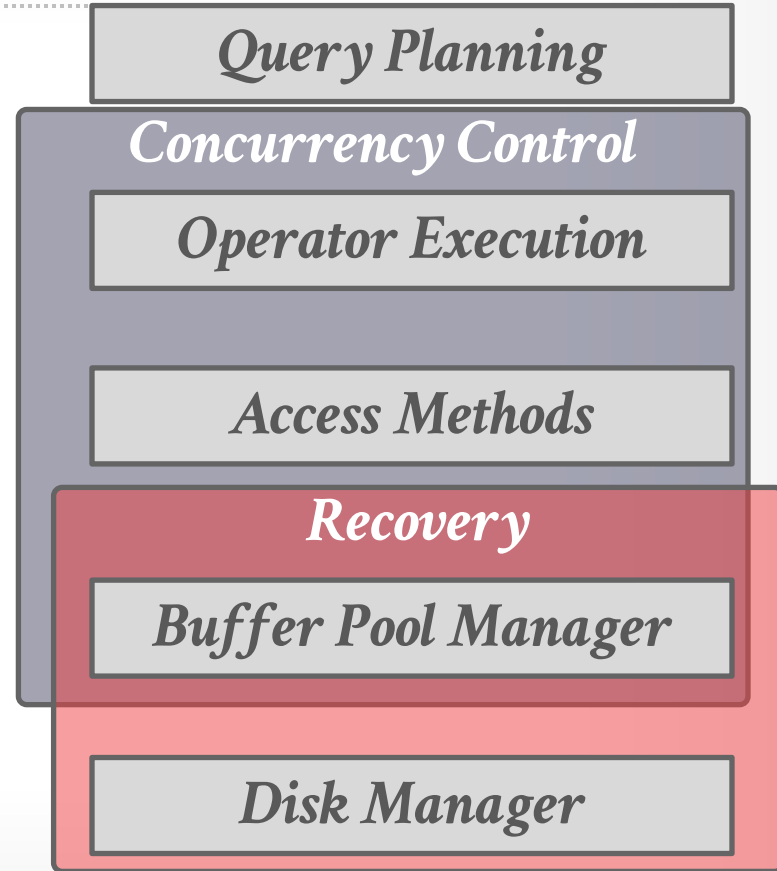 Query Planning
Concurrency Control
Operator Execution
Access Methods
Recovery
Buffer Pool Manager
Disk Manager